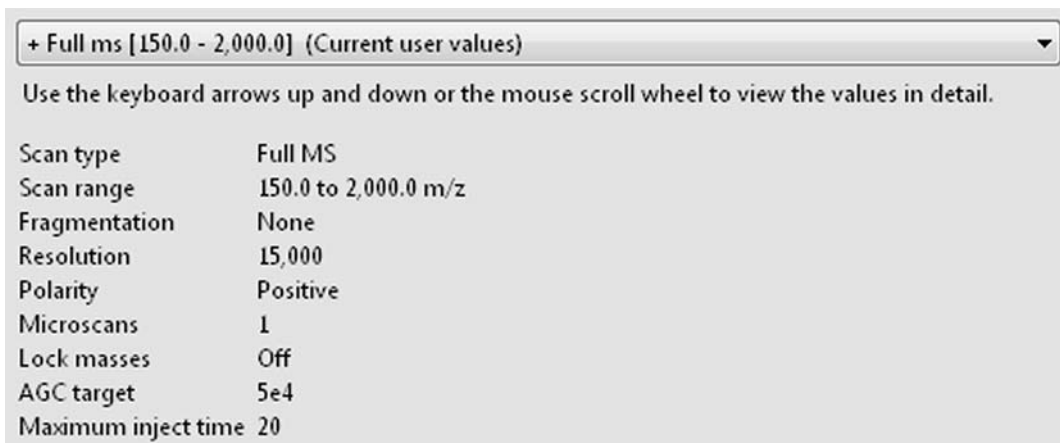 + Full ms [150.0 - 2,000.0] (Current user values)
Use the keyboard arrows up and down or the mouse scroll wheel to view the values in detail.
Scan type Full MS
Scan range 150.0 to 2,000.0 m/z
Fragmentation None
Resolution 15,000
Polarity Positive
Microscans 1
Lock masses Off
AGC target 5e4
Maximum inject time 20